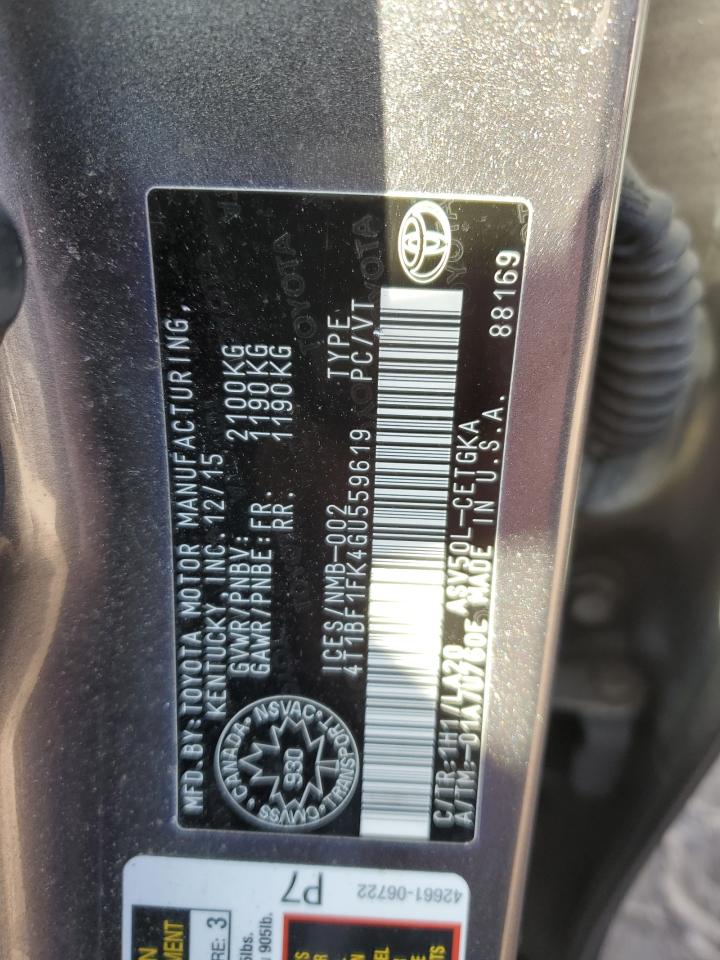 MFD.BY:TOYOTA MOTOR MANUFACTURING,
KENTUCKY, INC. 12/15
GVWR/PNBV: 2100KG
GAWR/PNBE:FR. 1190KG
RR. 1190KG
CANADA NSVAC TRANSPORT CMVSS
930
ICES/NMB-002 TYPE
4T1BF1FK4GU559619 PC/VT
C/TR:1H1/LA20 ASV50L-CETGKA
A/TM:-01A/U760E MADE IN U.S.A. 88169
TOYOTA
42661-06722
P7
RE: 3
905lb.